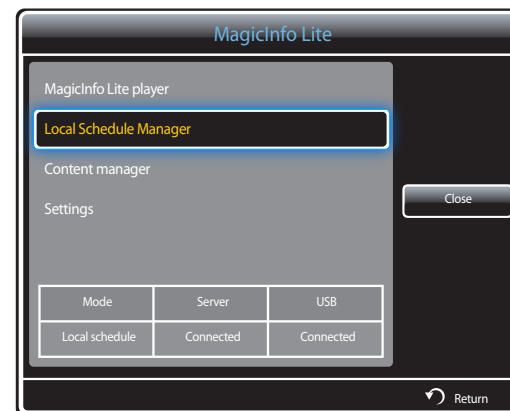 MagicInfo Lite
MagicInfo Lite player
Local Schedule Manager
Content manager
Settings
Close
Mode Server USB
Local schedule Connected Connected
Return